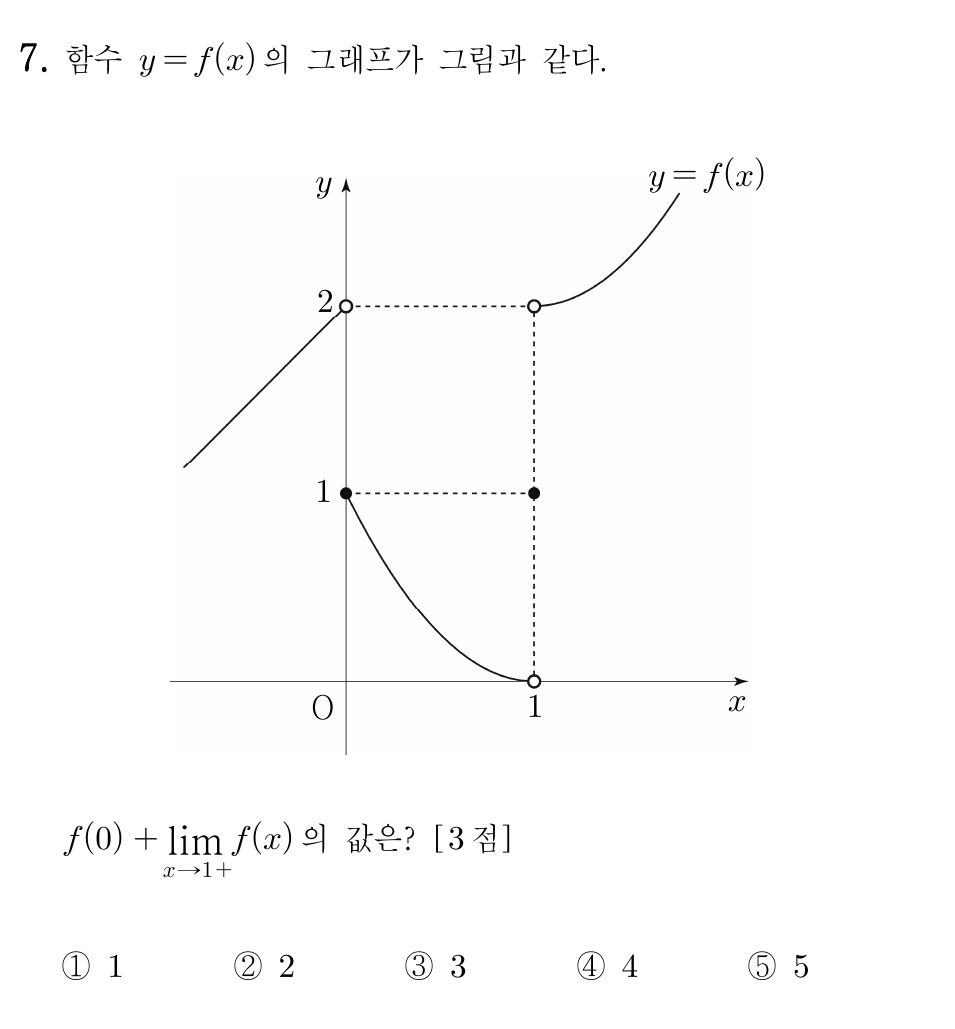 7. 함수 y=f(x)의 그래프가 그림과 같다.
y
y=f(x)
2
1
O
1
x
f(0)+lim f(x)의 값은? [3점]
x→1+
① 1 ② 2 ③ 3 ④ 4 ⑤ 5